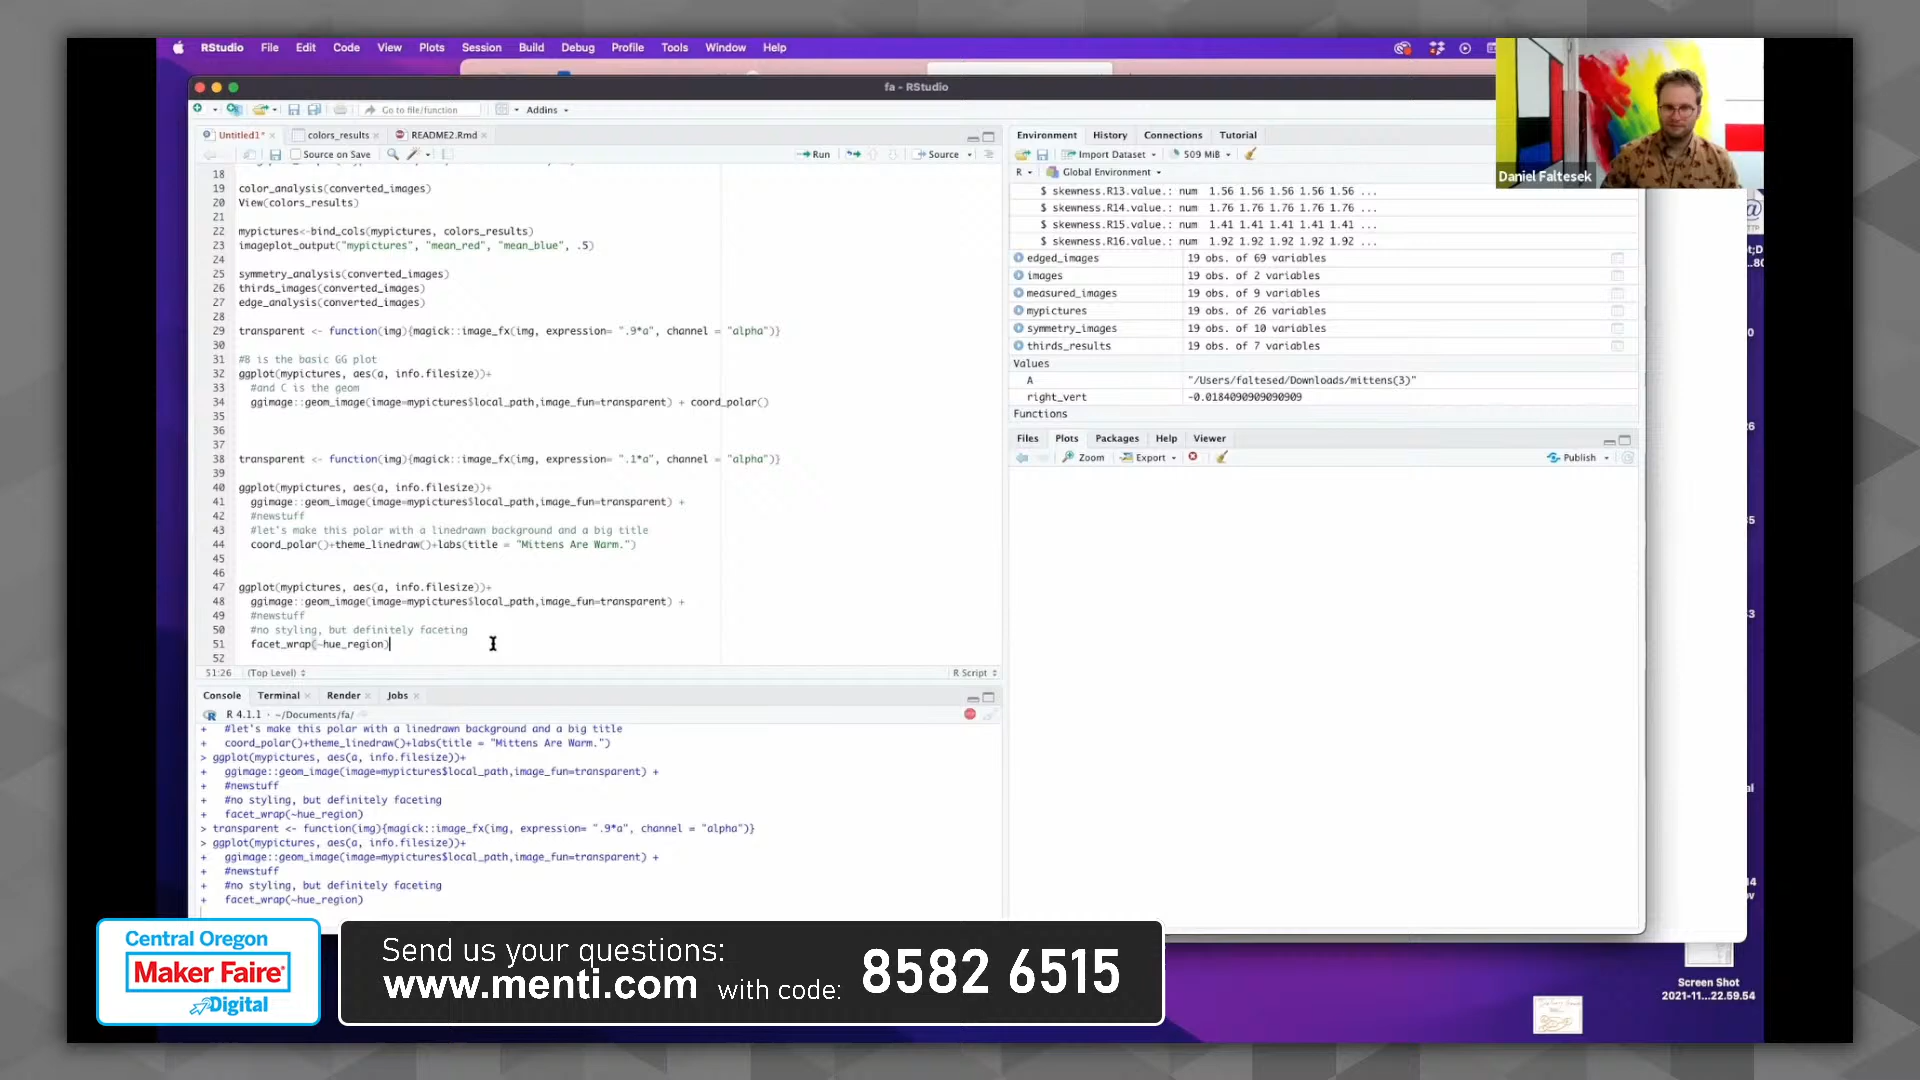 RStudio File Edit Code View Plots Session Build Debug Profile Tools Window Help
fa - RStudio
Go to file/function Addins
Untitled1* colors_results README2.Rmd
Source on Save Run Source
18
19 color_analysis(converted_images)
20 View(colors_results)
21
22 mypictures<-bind_cols(mypictures, colors_results)
23 imageplot_output("mypictures", "mean_red", "mean_blue", .5)
24
25 symmetry_analysis(converted_images)
26 thirds_images(converted_images)
27 edge_analysis(converted_images)
28
29 transparent <- function(img){magick::image_fx(img, expression= ".9*a", channel = "alpha")}
30
31 #B is the basic GG plot
32 ggplot(mypictures, aes(a, info.filesize))+
33 #and C is the geom
34 ggimage::geom_image(image=mypictures$local_path,image_fun=transparent) + coord_polar()
35
36
37
38 transparent <- function(img){magick::image_fx(img, expression= ".1*a", channel = "alpha")}
39
40 ggplot(mypictures, aes(a, info.filesize))+
41 ggimage::geom_image(image=mypictures$local_path,image_fun=transparent) +
42 #newstuff
43 #let's make this polar with a linedrawn background and a big title
44 coord_polar()+theme_linedraw()+labs(title = "Mittens Are Warm.")
45
46
47 ggplot(mypictures, aes(a, info.filesize))+
48 ggimage::geom_image(image=mypictures$local_path,image_fun=transparent) +
49 #newstuff
50 #no styling, but definitely faceting
51 facet_wrap(~hue_region)
52
51:26 (Top Level) R Script
Console Terminal Render Jobs
R 4.1.1 · ~/Documents/fa/
+ #let's make this polar with a linedrawn background and a big title
+ coord_polar()+theme_linedraw()+labs(title = "Mittens Are Warm.")
> ggplot(mypictures, aes(a, info.filesize))+
+ ggimage::geom_image(image=mypictures$local_path,image_fun=transparent) +
+ #newstuff
+ #no styling, but definitely faceting
+ facet_wrap(~hue_region)
> transparent <- function(img){magick::image_fx(img, expression= ".9*a", channel = "alpha")}
> ggplot(mypictures, aes(a, info.filesize))+
+ ggimage::geom_image(image=mypictures$local_path,image_fun=transparent) +
+ #newstuff
+ #no styling, but definitely faceting
+ facet_wrap(~hue_region)
Environment History Connections Tutorial
Import Dataset 509 MiB
R Global Environment
$ skewness.R13.value.: num 1.56 1.56 1.56 1.56 1.56 ...
$ skewness.R14.value.: num 1.76 1.76 1.76 1.76 1.76 ...
$ skewness.R15.value.: num 1.41 1.41 1.41 1.41 1.41 ...
$ skewness.R16.value.: num 1.92 1.92 1.92 1.92 1.92 ...
edged_images 19 obs. of 69 variables
images 19 obs. of 2 variables
measured_images 19 obs. of 9 variables
mypictures 19 obs. of 26 variables
symmetry_images 19 obs. of 10 variables
thirds_results 19 obs. of 7 variables
Values
A "/Users/faltesed/Downloads/mittens(3)"
right_vert -0.0184090909090909
Functions
Files Plots Packages Help Viewer
Zoom Export Publish
Daniel Faltesek
Screen Shot
2021-11...22.59.54
Central Oregon
Maker Faire
Digital
Send us your questions:
www.menti.com with code: 8582 6515